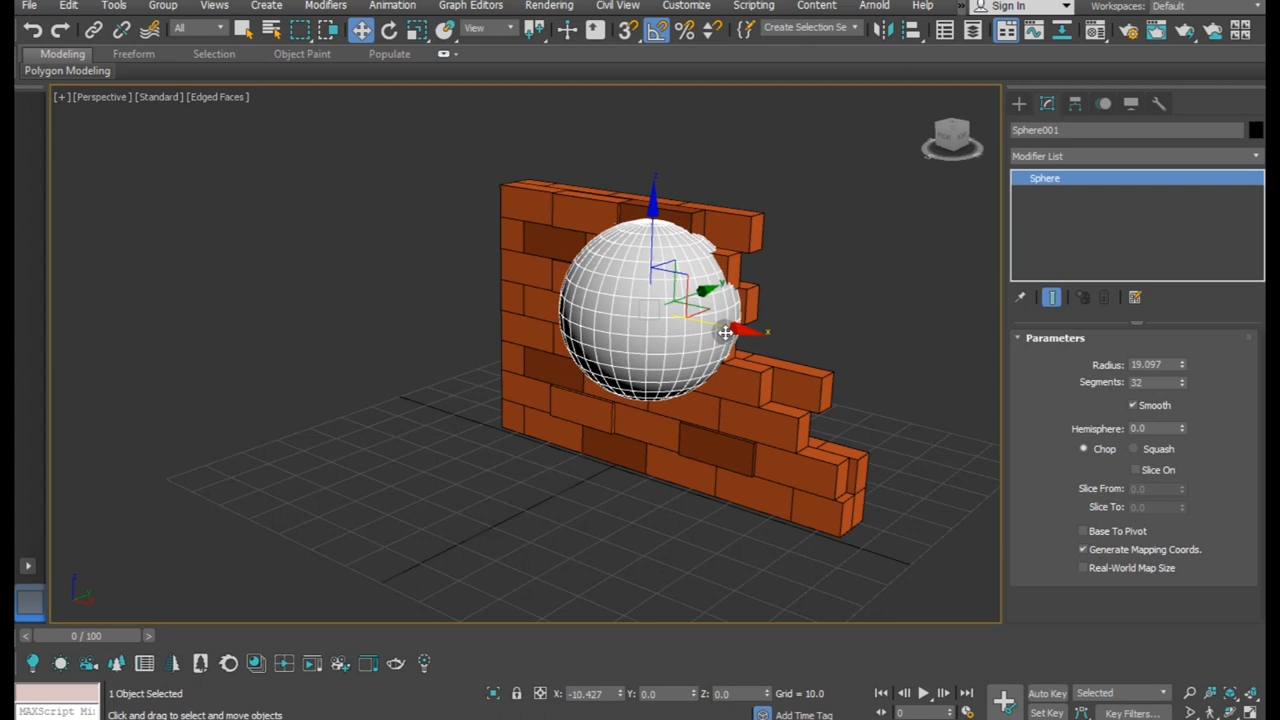 File Edit Tools Group Views Create Modifiers Animation Graph Editors Rendering Civil View Customize Scripting Content Arnold Help » Sign In Workspaces: Default
All View 3 Create Selection Se
Modeling Freeform Selection Object Paint Populate
Polygon Modeling
[+] [Perspective] [Standard] [Edged Faces]
Sphere001
Modifier List
Sphere
z
y
x
Parameters
Radius: 19.097
Segments: 32
Smooth
Hemisphere: 0.0
Chop Squash
Slice On
Slice From: 0.0
Slice To: 0.0
Base To Pivot
Generate Mapping Coords.
Real-World Map Size
< 0 / 100 >
1 Object Selected X: -10.427 Y: 0.0 Z: 0.0 Grid = 10.0 Auto Key Selected
MAXScript Mi Click and drag to select and move objects Add Time Tag 0 Set Key Key Filters...